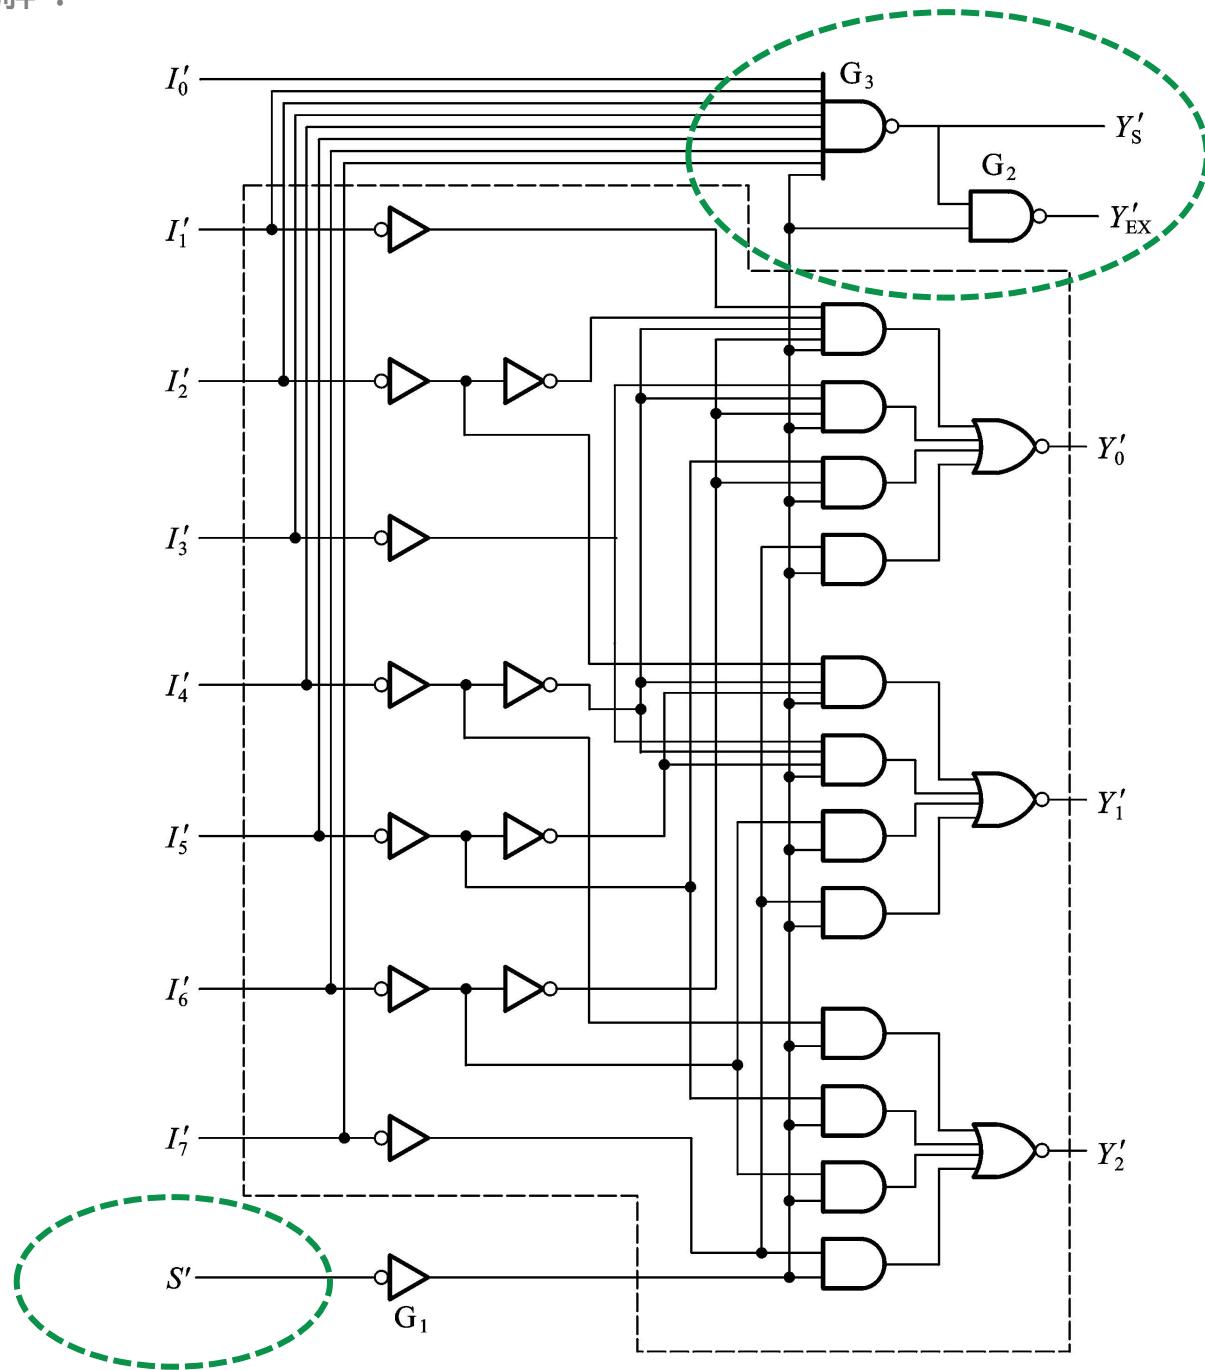 I′₀
G₃
Y′S
G₂
Y′EX
I′₁
I′₂
Y′₀
I′₃
I′₄
Y′₁
I′₅
I′₆
I′₇
Y′₂
S′
G₁